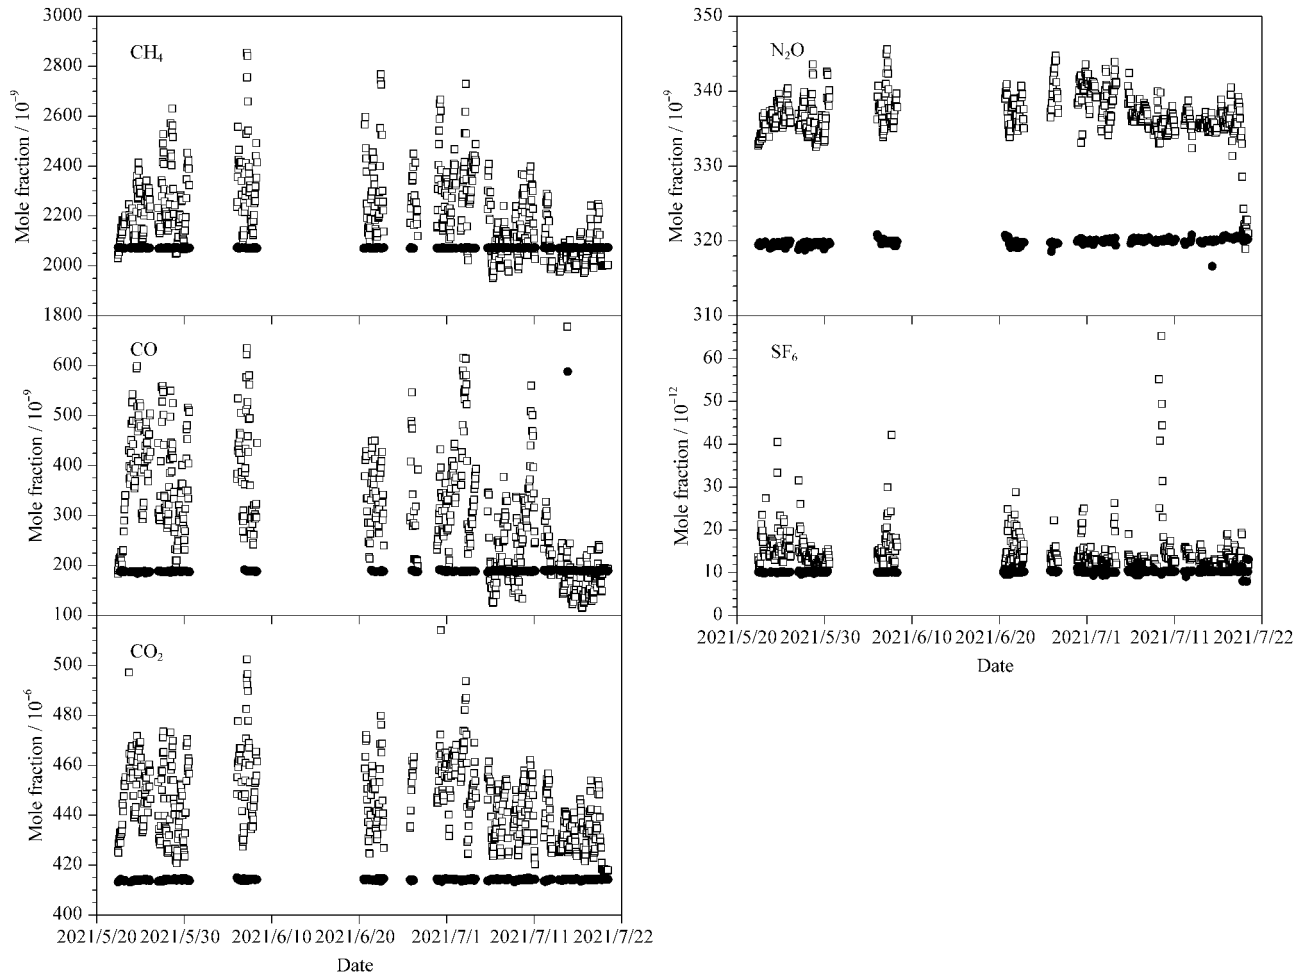 3000
2800
2600
2400
2200
2000
1800
Mole fraction / 10⁻⁹
CH₄
600
500
400
300
200
100
Mole fraction / 10⁻⁹
CO
500
480
460
440
420
400
Mole fraction / 10⁻⁶
CO₂
2021/5/20 2021/5/30 2021/6/10 2021/6/20 2021/7/1 2021/7/11 2021/7/22
Date
350
340
330
320
310
Mole fraction / 10⁻⁹
N₂O
60
50
40
30
20
10
0
Mole fraction / 10⁻¹²
SF₆
2021/5/20 2021/5/30 2021/6/10 2021/6/20 2021/7/1 2021/7/11 2021/7/22
Date